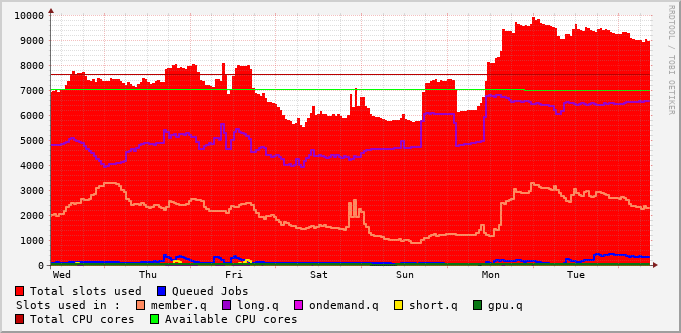 10000
9000
8000
7000
6000
5000
4000
3000
2000
1000
0
Wed Thu Fri Sat Sun Mon Tue
Total slots used Queued Jobs
Slots used in : member.q long.q ondemand.q short.q gpu.q
Total CPU cores Available CPU cores
RRDTOOL / TOBI OETIKER